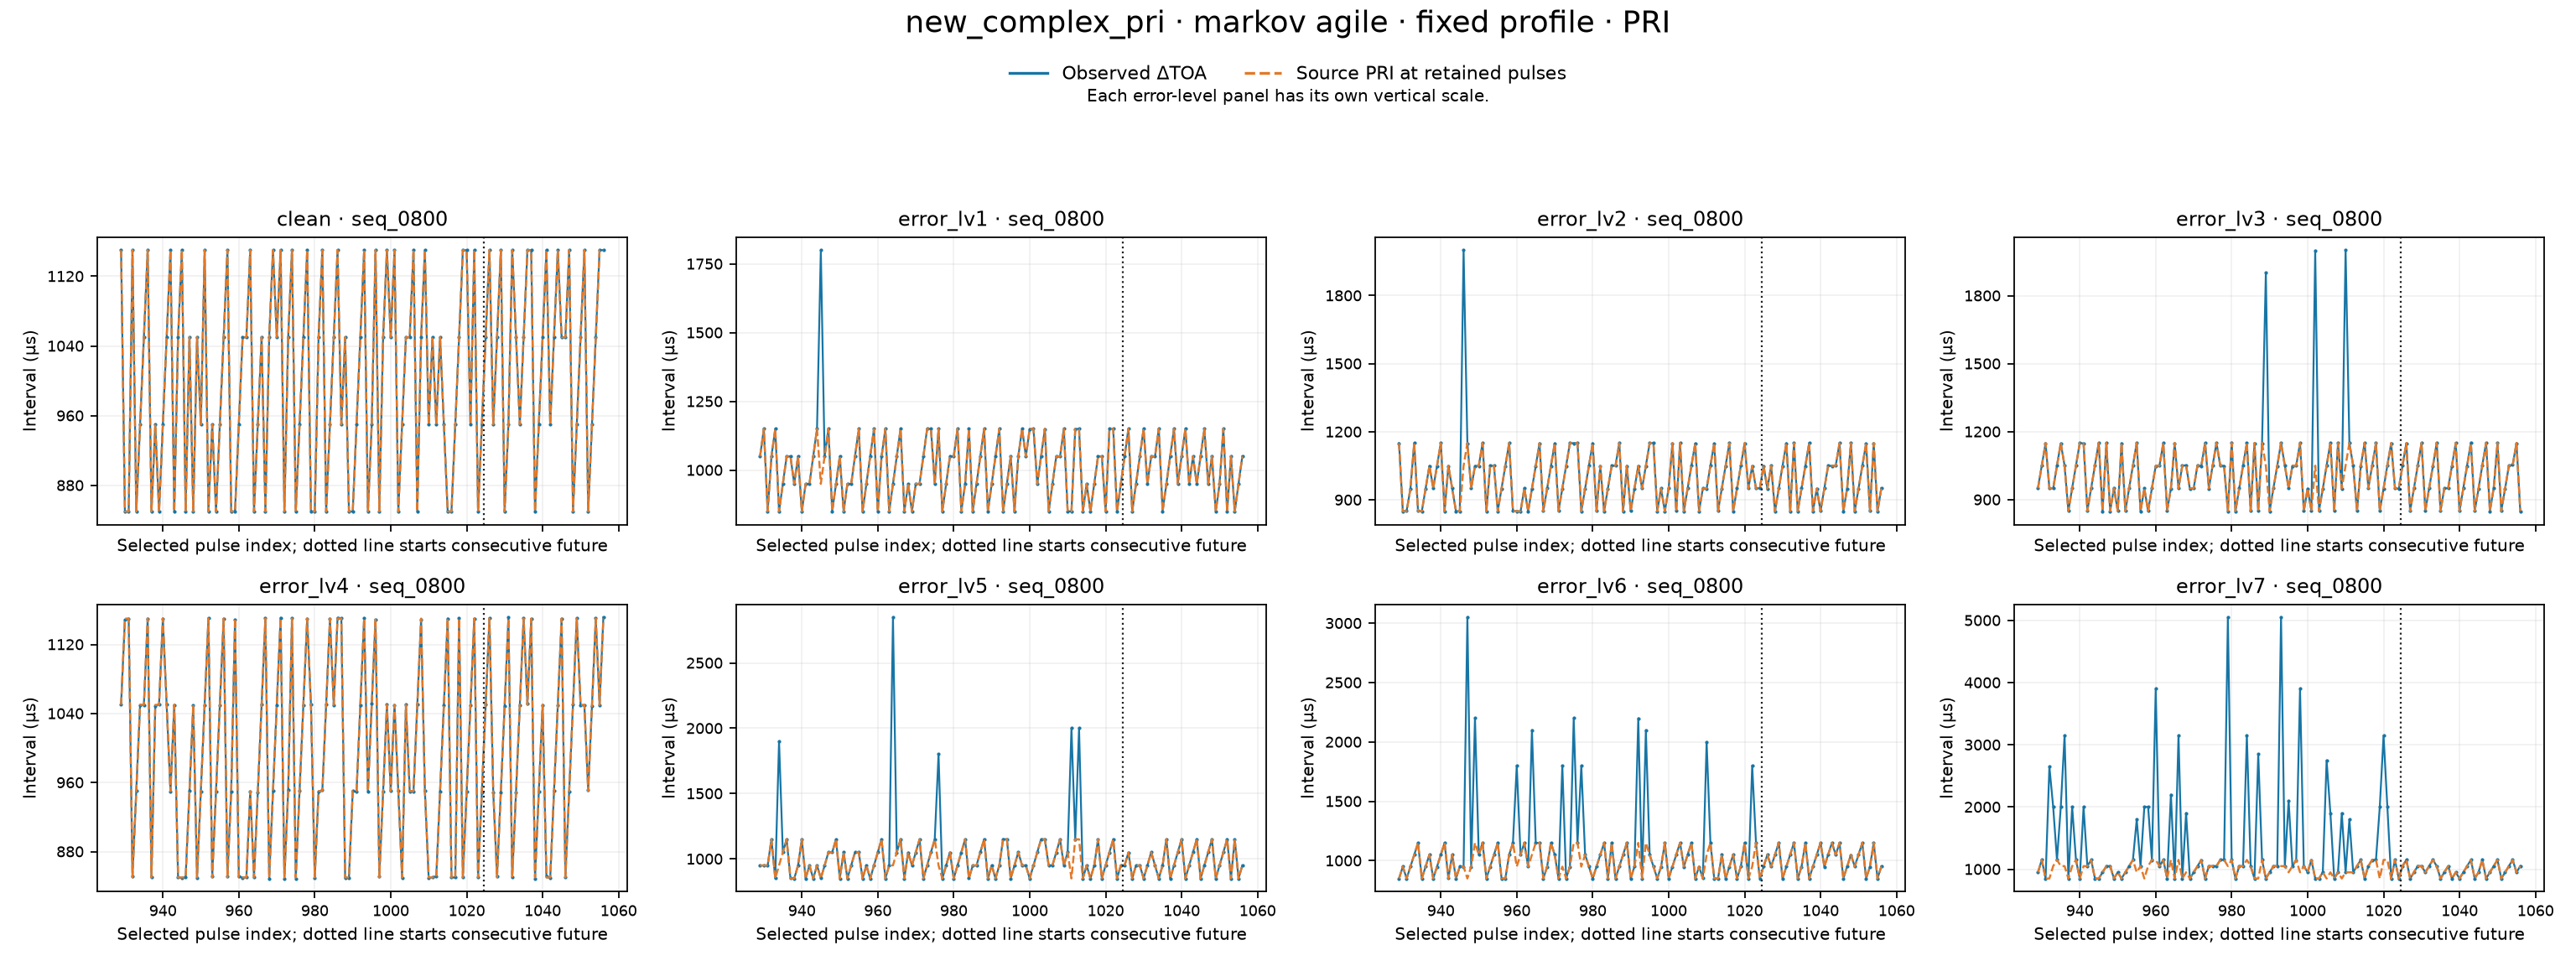 new_complex_pri · markov agile · fixed profile · PRI
Observed ΔTOA
Source PRI at retained pulses
Each error-level panel has its own vertical scale.
clean · seq_0800
Interval (µs)
1120
1040
960
880
Selected pulse index; dotted line starts consecutive future
error_lv1 · seq_0800
Interval (µs)
1750
1500
1250
1000
Selected pulse index; dotted line starts consecutive future
error_lv2 · seq_0800
Interval (µs)
1800
1500
1200
900
Selected pulse index; dotted line starts consecutive future
error_lv3 · seq_0800
Interval (µs)
1800
1500
1200
900
Selected pulse index; dotted line starts consecutive future
error_lv4 · seq_0800
Interval (µs)
1120
1040
960
880
940 960 980 1000 1020 1040 1060
Selected pulse index; dotted line starts consecutive future
error_lv5 · seq_0800
Interval (µs)
2500
2000
1500
1000
940 960 980 1000 1020 1040 1060
Selected pulse index; dotted line starts consecutive future
error_lv6 · seq_0800
Interval (µs)
3000
2500
2000
1500
1000
940 960 980 1000 1020 1040 1060
Selected pulse index; dotted line starts consecutive future
error_lv7 · seq_0800
Interval (µs)
5000
4000
3000
2000
1000
940 960 980 1000 1020 1040 1060
Selected pulse index; dotted line starts consecutive future